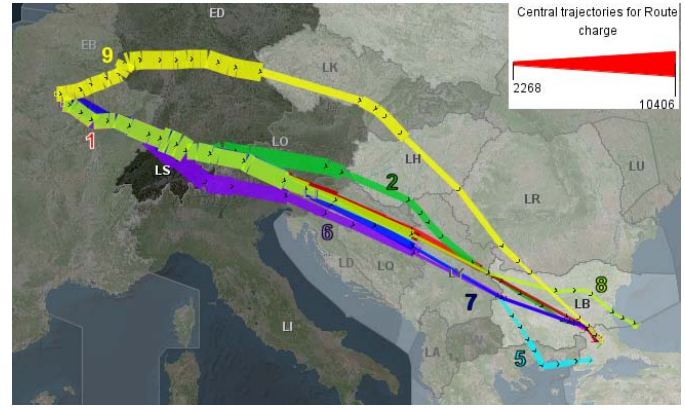 Central trajectories for Route
charge
2268
10406
ED
EB
9
LK
1
LO
LH
LU
LS
2
LR
6
LD
LQ
LY
7
8
LB
LI
LA
5